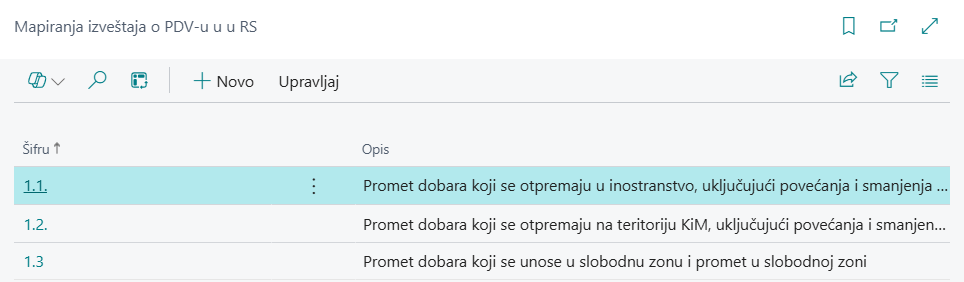 Mapiranja izveštaja o PDV-u u u RS
Novo Upravljaj
Šifru Opis
1.1. Promet dobara koji se otpremaju u inostranstvo, uključujući povećanja i smanjenja ...
1.2. Promet dobara koji se otpremaju na teritoriju KiM, uključujući povećanja i smanjen...
1.3 Promet dobara koji se unose u slobodnu zonu i promet u slobodnoj zoni